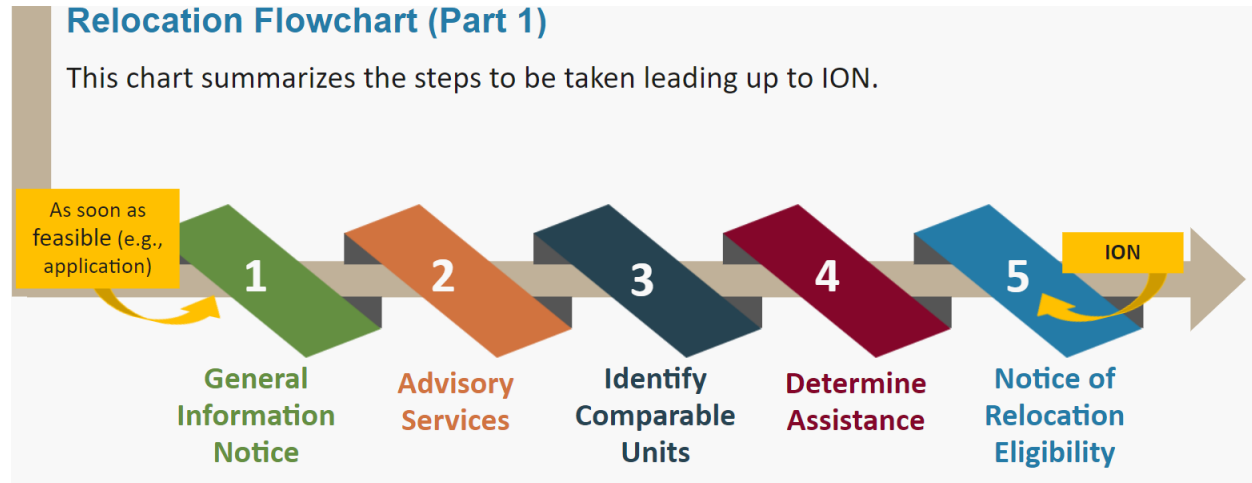 Relocation Flowchart (Part 1)
This chart summarizes the steps to be taken leading up to ION.
As soon as
feasible (e.g.,
application)
1
General
Information
Notice
2
Advisory
Services
3
Identify
Comparable
Units
4
Determine
Assistance
5
ION
Notice of
Relocation
Eligibility